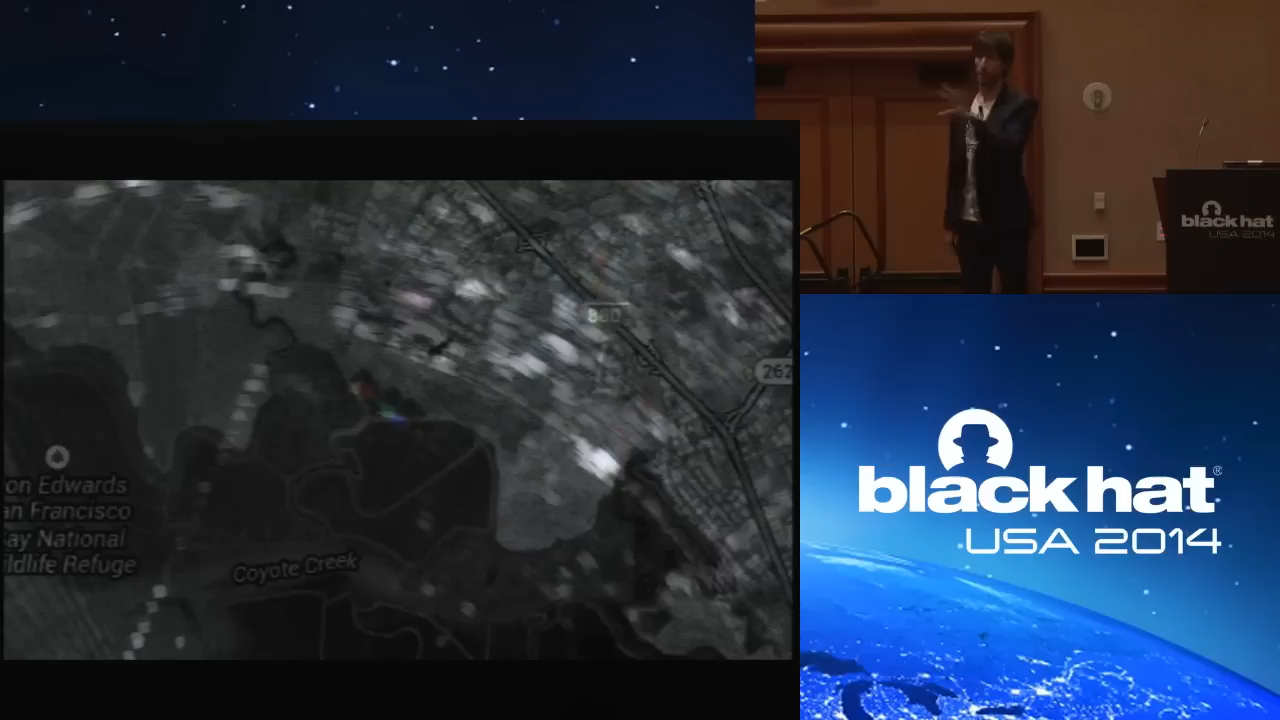 880
262
on Edwards
an Francisco
ay National
ildlife Refuge
Coyote Creek
black hat
USA 2014
black hat®
USA 2014